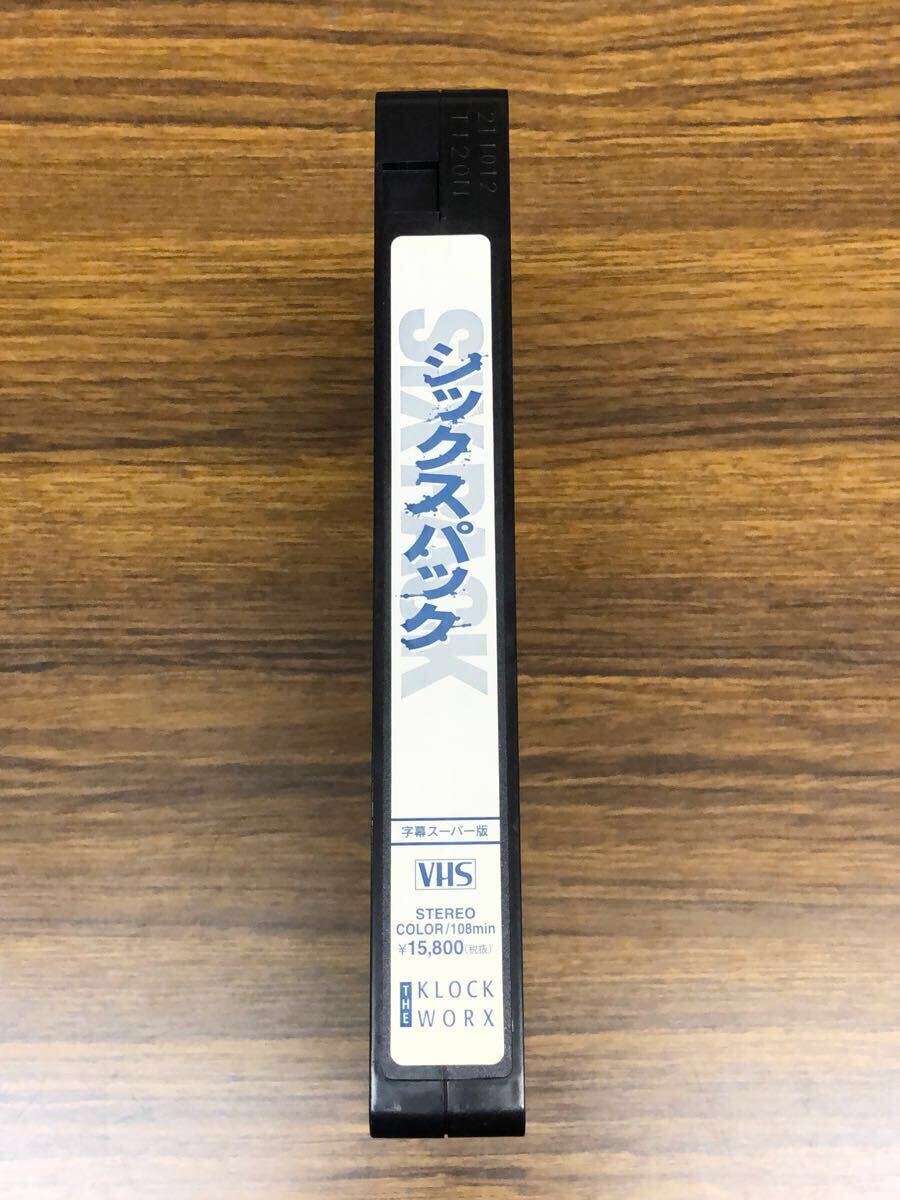 211012
T120N
SIXPACK
シックスパック
字幕スーパー版
VHS
STEREO
COLOR/108min
¥15,800(税抜)
THE KLOCK
WORX